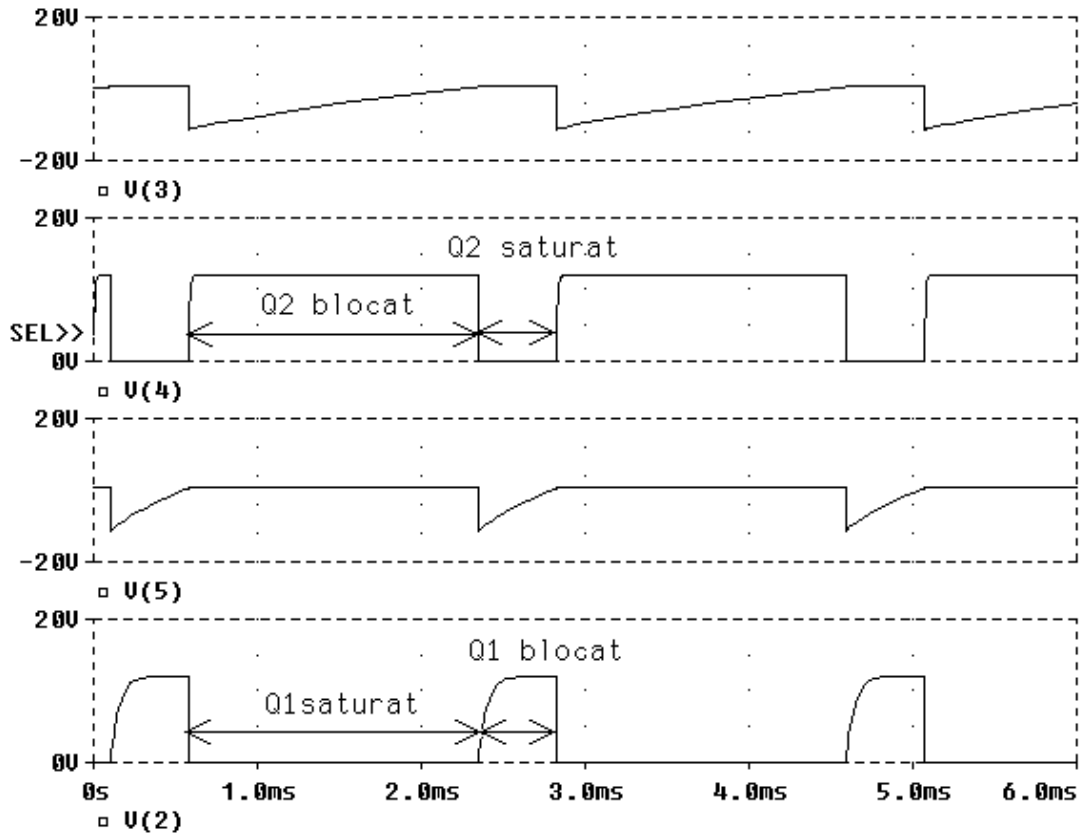 20V
-20V
V(3)
20V
Q2 saturat
Q2 blocat
SEL>>
0V
V(4)
20V
-20V
V(5)
20V
Q1 blocat
Q1saturat
0V
0s 1.0ms 2.0ms 3.0ms 4.0ms 5.0ms 6.0ms
V(2)